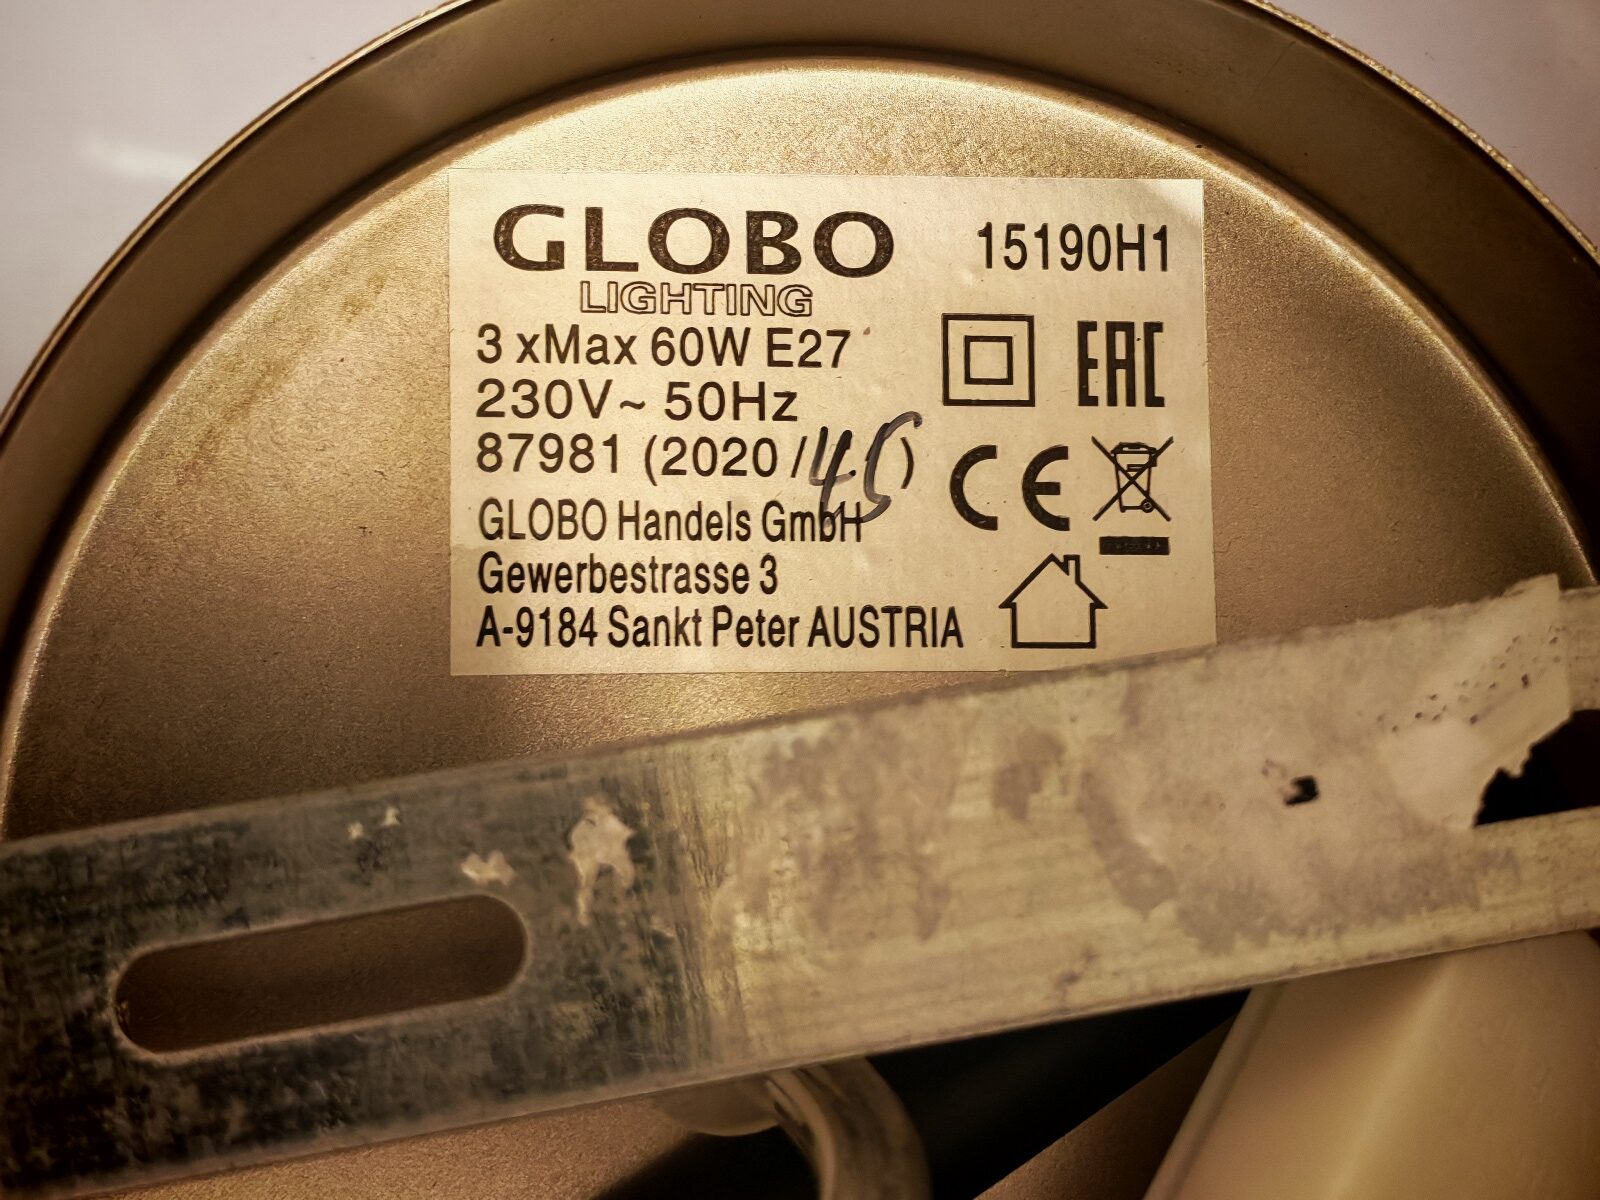 GLOBO 15190H1
LIGHTING
3 xMax 60W E27
230V~ 50Hz
87981 (2020 /45)
GLOBO Handels GmbH
Gewerbestrasse 3
A-9184 Sankt Peter AUSTRIA
EAC
CE